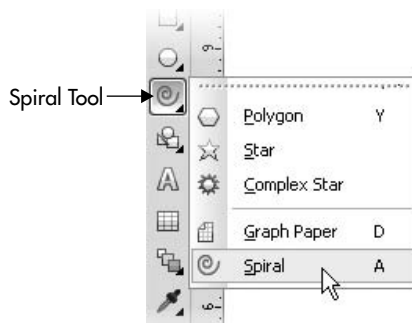 Spiral Tool
Polygon Y
Star
Complex Star
Graph Paper D
Spiral A